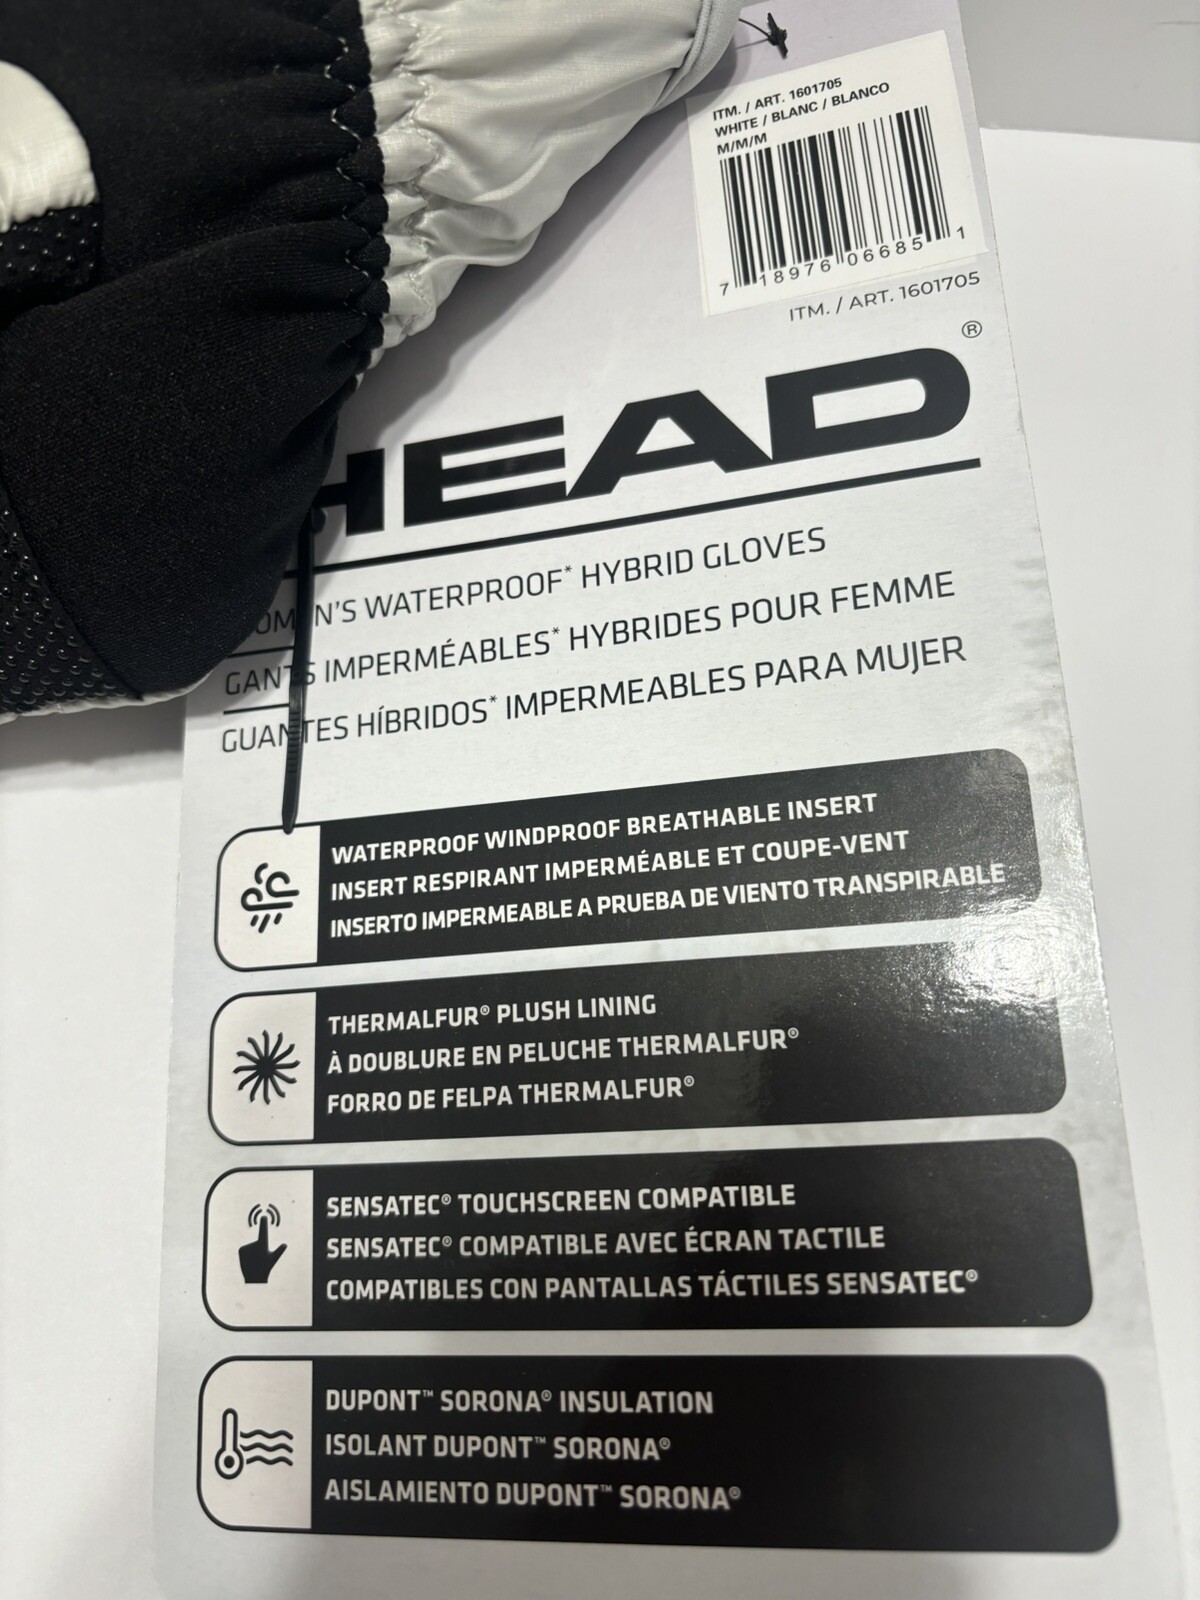 ITM. / ART. 1601705
WHITE / BLANC / BLANCO
M/M/M
7 18976 06685 1
ITM. / ART. 1601705
HEAD®
WOMEN'S WATERPROOF* HYBRID GLOVES
GANTS IMPERMÉABLES* HYBRIDES POUR FEMME
GUANTES HÍBRIDOS* IMPERMEABLES PARA MUJER
WATERPROOF WINDPROOF BREATHABLE INSERT
INSERT RESPIRANT IMPERMÉABLE ET COUPE-VENT
INSERTO IMPERMEABLE A PRUEBA DE VIENTO TRANSPIRABLE
THERMALFUR® PLUSH LINING
À DOUBLURE EN PELUCHE THERMALFUR®
FORRO DE FELPA THERMALFUR®
SENSATEC® TOUCHSCREEN COMPATIBLE
SENSATEC® COMPATIBLE AVEC ÉCRAN TACTILE
COMPATIBLES CON PANTALLAS TÁCTILES SENSATEC®
DUPONT™ SORONA® INSULATION
ISOLANT DUPONT™ SORONA®
AISLAMIENTO DUPONT™ SORONA®